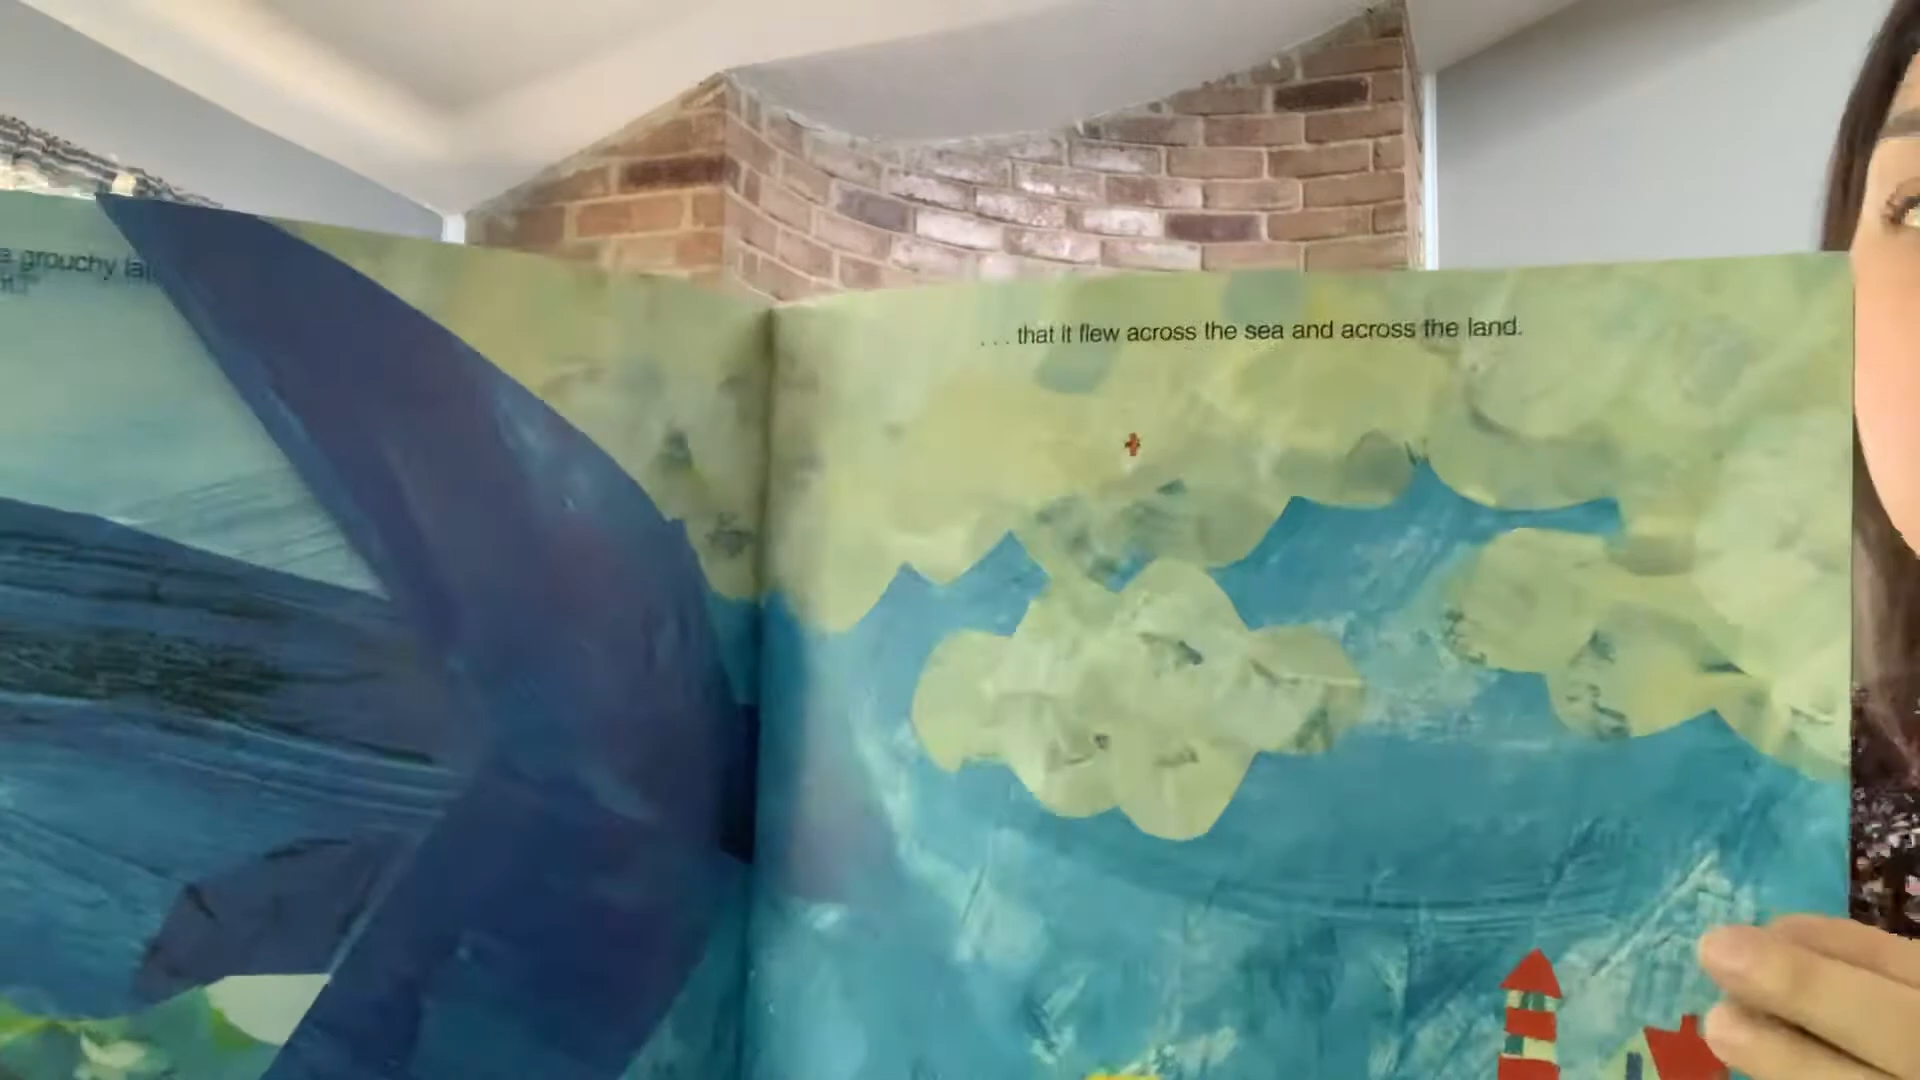 a grouchy
. . . that it flew across the sea and across the land.